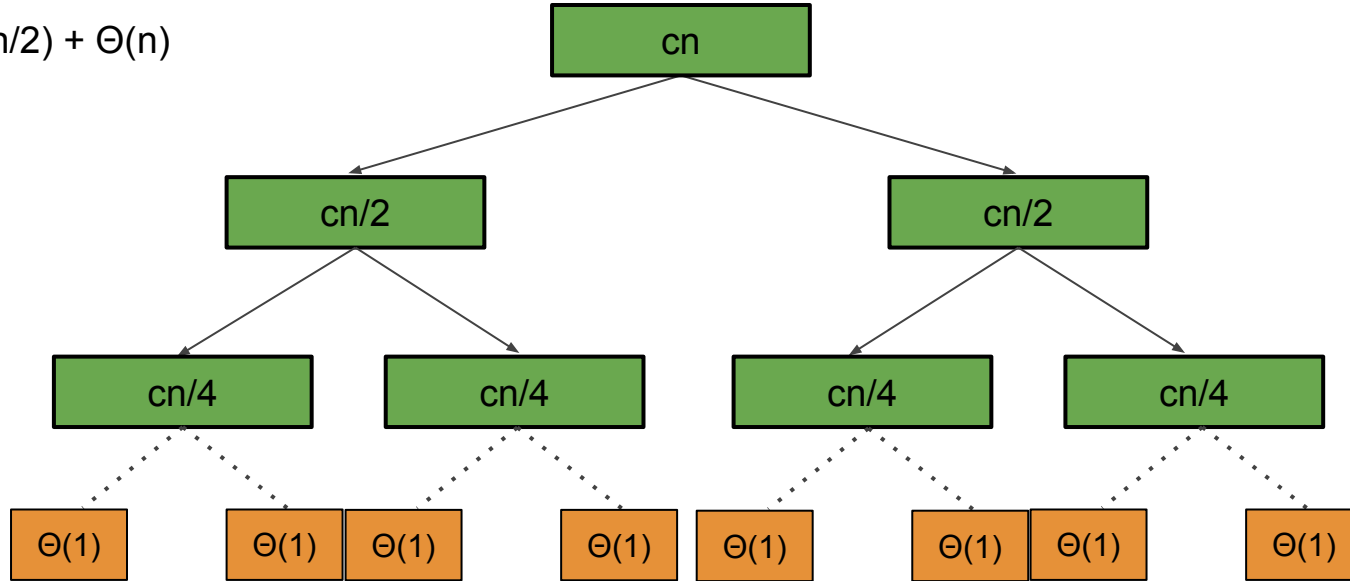 n/2) + Θ(n)
cn
cn/2 cn/2
cn/4 cn/4 cn/4 cn/4
Θ(1) Θ(1) Θ(1) Θ(1) Θ(1) Θ(1) Θ(1) Θ(1)